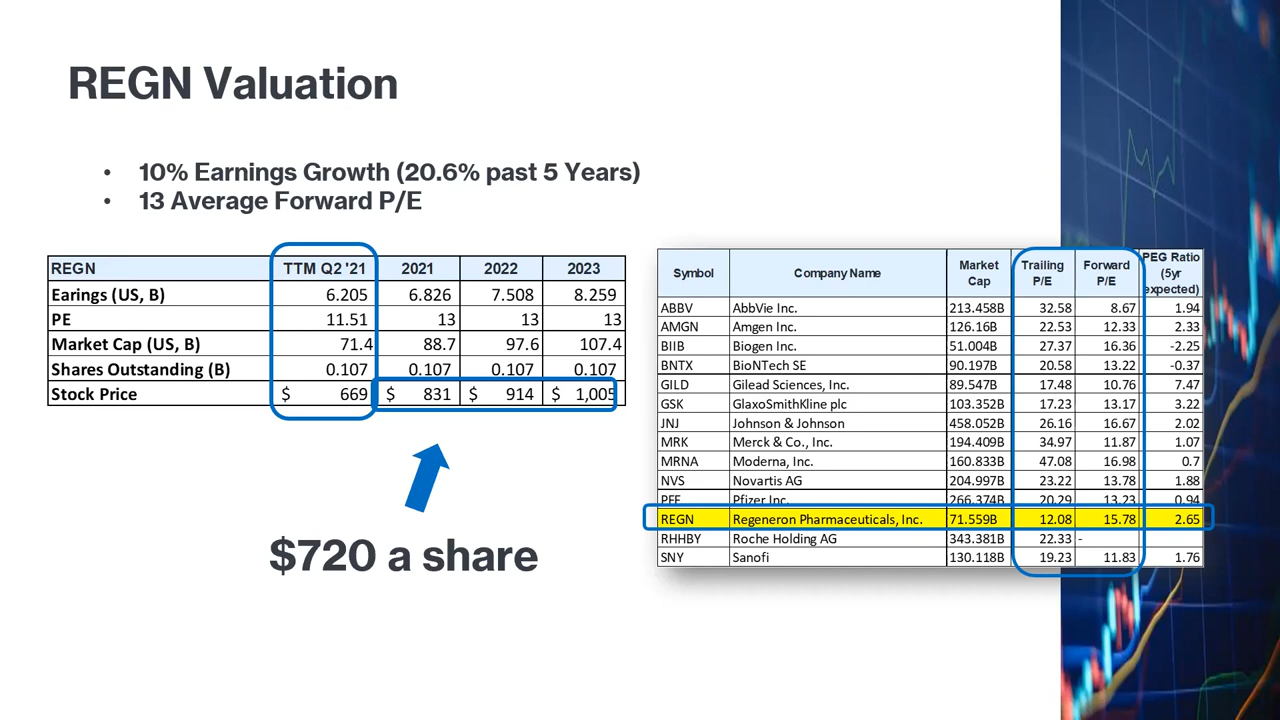 REGN Valuation
• 10% Earnings Growth (20.6% past 5 Years)
• 13 Average Forward P/E
REGN TTM Q2 '21 2021 2022 2023
Earings (US, B) 6.205 6.826 7.508 8.259
PE 11.51 13 13 13
Market Cap (US, B) 71.4 88.7 97.6 107.4
Shares Outstanding (B) 0.107 0.107 0.107 0.107
Stock Price $ 669 $ 831 $ 914 $ 1,005
$720 a share
Symbol Company Name Market Cap Trailing P/E Forward P/E PEG Ratio (5yr expected)
ABBV AbbVie Inc. 213.458B 32.58 8.67 1.94
AMGN Amgen Inc. 126.16B 22.53 12.33 2.33
BIIB Biogen Inc. 51.004B 27.37 16.36 -2.25
BNTX BioNTech SE 90.197B 20.58 13.22 -0.37
GILD Gilead Sciences, Inc. 89.547B 17.48 10.76 7.47
GSK GlaxoSmithKline plc 103.352B 17.23 13.17 3.22
JNJ Johnson & Johnson 458.052B 26.16 16.67 2.02
MRK Merck & Co., Inc. 194.409B 34.97 11.87 1.07
MRNA Moderna, Inc. 160.833B 47.08 16.98 0.7
NVS Novartis AG 204.997B 23.22 13.78 1.88
PFE Pfizer Inc. 266.374B 20.29 13.23 0.94
REGN Regeneron Pharmaceuticals, Inc. 71.559B 12.08 15.78 2.65
RHHBY Roche Holding AG 343.381B 22.33 -
SNY Sanofi 130.118B 19.23 11.83 1.76